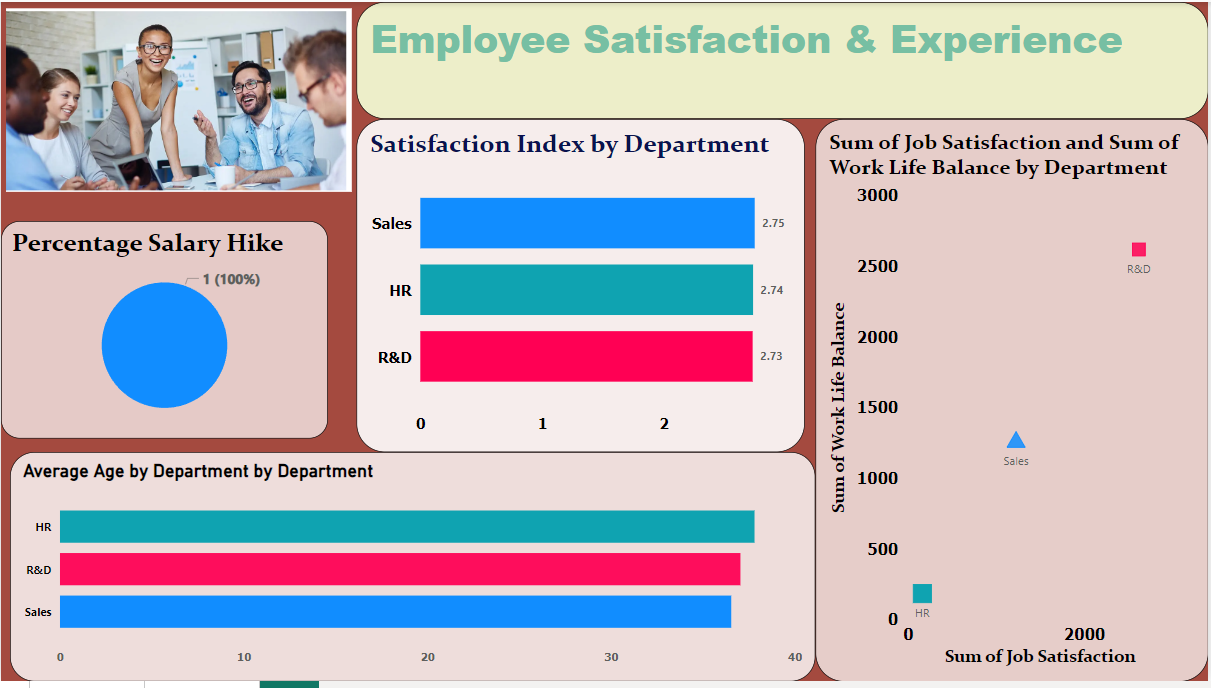 Employee Satisfaction & Experience
Percentage Salary Hike
1 (100%)
Satisfaction Index by Department
Sales
2.75
HR
2.74
R&D
2.73
0 1 2
Sum of Job Satisfaction and Sum of
Work Life Balance by Department
3000
2500
2000
1500
1000
500
0
Sum of Work Life Balance
R&D
Sales
HR
0 2000
Sum of Job Satisfaction
Average Age by Department by Department
HR
R&D
Sales
0 10 20 30 40